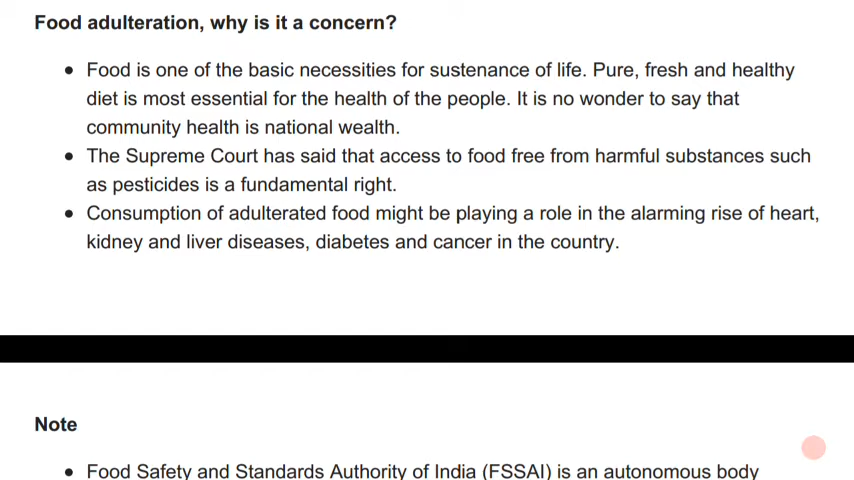 Food adulteration, why is it a concern?
● Food is one of the basic necessities for sustenance of life. Pure, fresh and healthy
diet is most essential for the health of the people. It is no wonder to say that
community health is national wealth.
● The Supreme Court has said that access to food free from harmful substances such
as pesticides is a fundamental right.
● Consumption of adulterated food might be playing a role in the alarming rise of heart,
kidney and liver diseases, diabetes and cancer in the country.
Note
● Food Safety and Standards Authority of India (FSSAI) is an autonomous body